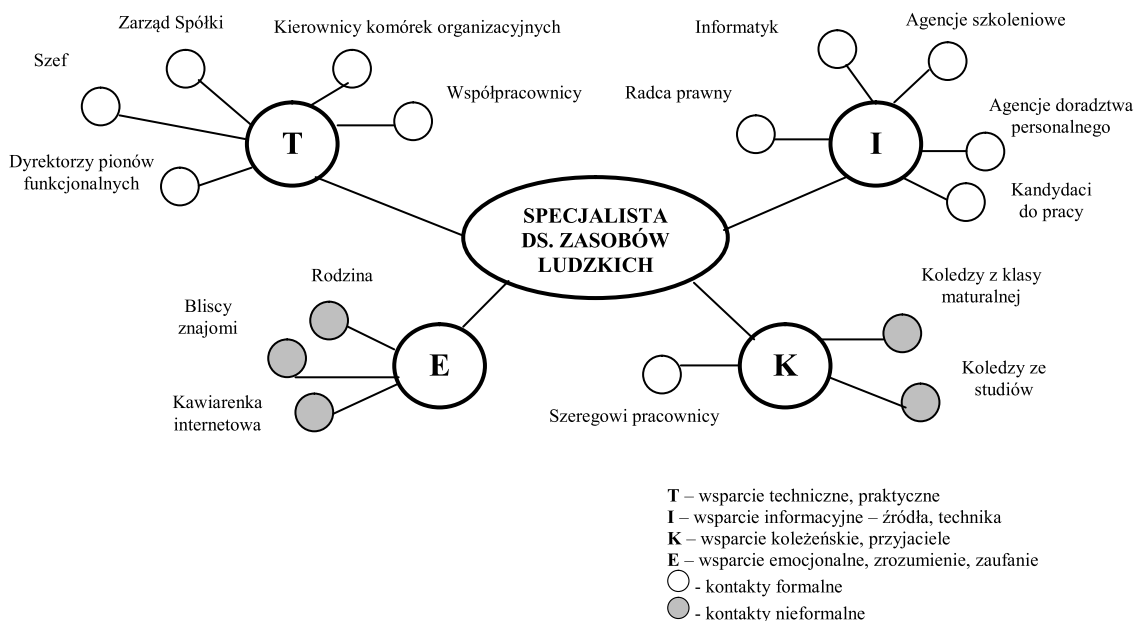 Zarząd Spółki
Kierownicy komórek organizacyjnych
Szef
Współpracownicy
Dyrektorzy pionów
funkcjonalnych
T
Informatyk
Agencje szkoleniowe
Radca prawny
Agencje doradztwa
personalnego
I
Kandydaci
do pracy
SPECJALISTA
DS. ZASOBÓW
LUDZKICH
Rodzina
Bliscy
znajomi
E
Kawiarenka
internetowa
Koledzy z klasy
maturalnej
K
Koledzy ze
studiów
Szeregowi pracownicy
T – wsparcie techniczne, praktyczne
I – wsparcie informacyjne – źródła, technika
K – wsparcie koleżeńskie, przyjaciele
E – wsparcie emocjonalne, zrozumienie, zaufanie
- kontakty formalne
- kontakty nieformalne